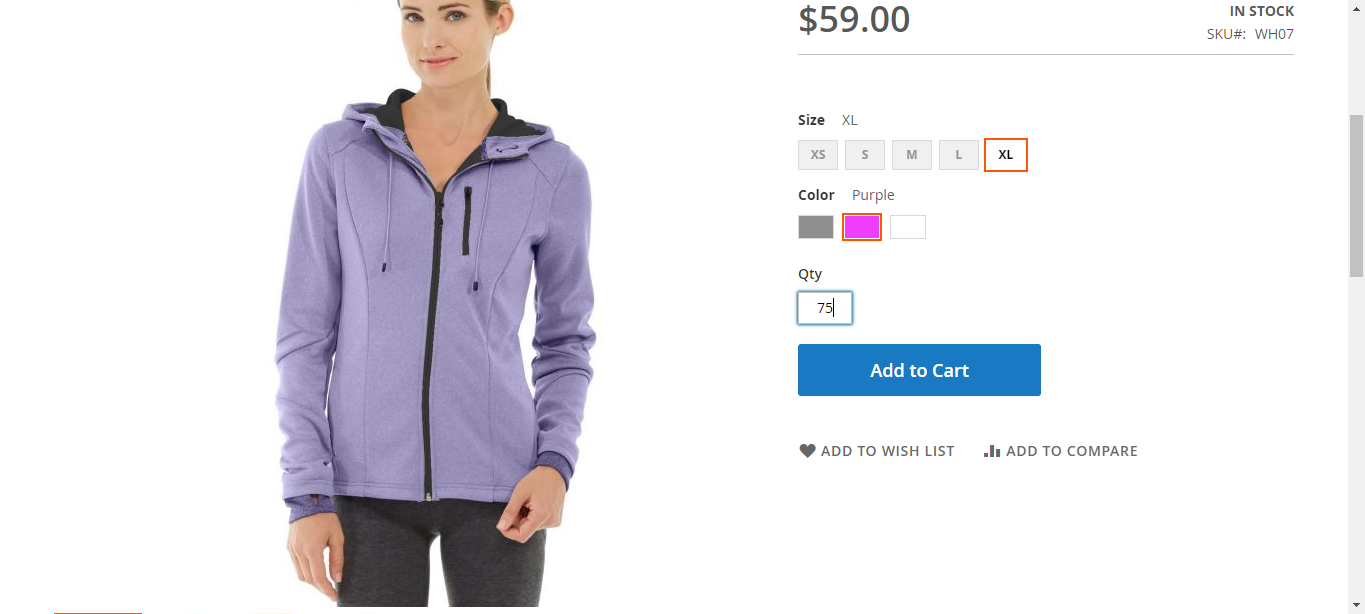 $59.00
IN STOCK
SKU#: WH07
Size XL
XS S M L XL
Color Purple
Qty
75
Add to Cart
ADD TO WISH LIST ADD TO COMPARE